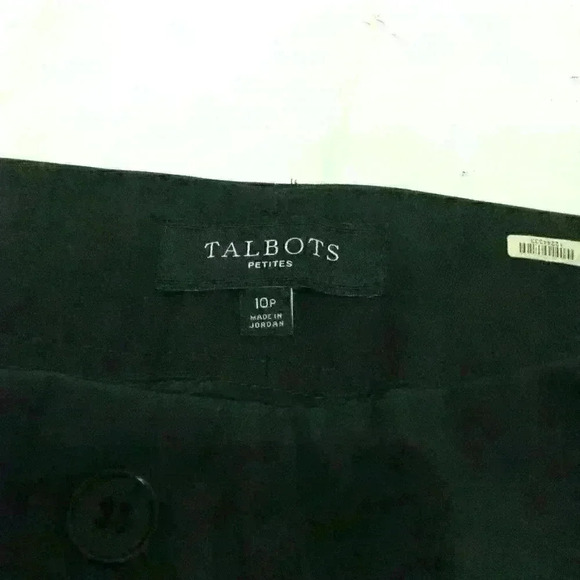 TALBOTS
PETITES
10P
MADE IN
JORDAN